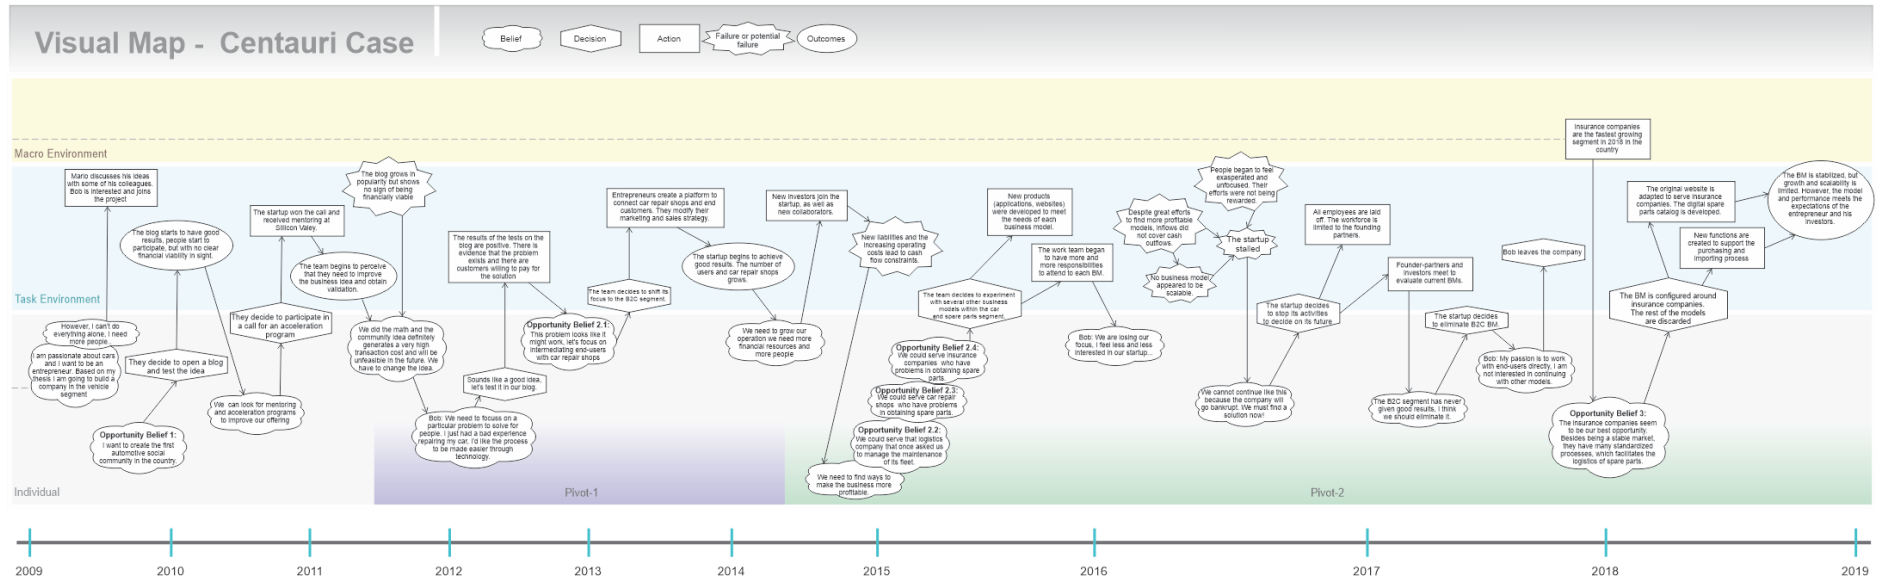 Visual Map - Centauri Case
Belief
Decision
Action
Failure or potential
failure
Outcomes
Macro Environment
Insurance companies
are the fastest growing
segment in 2018 in the
country
Task Environment
Mario discusses his ideas
with some of his colleagues.
Bob is interested and joins
the project
The blog starts to have good
results, people start to
participate, but with no clear
financial viability in sight.
The startup won the call and
received mentoring at
Sillicon Valey.
The team begins to perceive
that they need to improve
the business idea and obtain
validation.
The blog grows in
popularity but shows
no sign of being
financially viable
The results of the tests on the
blog are positive. There is
evidence that the problem
exists and there are
customers willing to pay for
the solution
Entrepreneurs create a platform to
connect car repair shops and end
customers. They modify their
marketing and sales strategy.
The team decides to shift its
focus to the B2C segment.
The startup begins to achieve
good results. The number of
users and car repair shops
grows.
New investors join the
startup, as well as
new collaborators.
New liabilities and the
increasing operating
costs lead to cash
flow constraints.
The team decides to experiment
with several other business
models within the car
end spere parts segment.
New products
(applications, websites)
were developed to meet
the needs of each
business model.
The work team began
to have more and
more responsibilities
to attend to each BM.
Despite great efforts
to find more profitable
models, inflows did
not cover cash
outflows.
No business model
appeared to be
scalable.
People began to feel
exasperated and
unfocused. Their
efforts were not being
rewarded.
The startup
stalled
All employees are laid
off. The workforce is
limited to the founding
partners.
The startup decides
to stop its activities
to decide on its future
Founder-partners and
investors meet to
evaluate current BMs.
The startup decides
to eliminate B2C BM.
Bob leaves the company
The original website is
adapted to serve insurance
companies. The digital spare
parts catalog is developed.
New functions are
created to support the
purchasing and
importing process
The BM is configured around
insurance companies.
The rest of the models
are discarded
The BM is stablized, but
growth and scalability is
limited. However, the model
and performance meets the
expectations of the
entrepreneur and his
investors.
Individual
However, I can't do
everything alone, I need
more people.
I am passionate about cars
and I want to be an
entrepreneur. Based on my
thesis I am going to build a
company in the vehicle
segment
They decide to open a blog
and test the idea
Opportunity Belief 1:
I want to create the first
automotive social
community in the country.
We can look for mentoring
and acceleration programs
to improve our offering
They decide to participate in
a call for an acceleration
program
We did the math and the
community idea definitely
generates a very high
transaction cost and will be
unfeasible in the future. We
have to change the idea.
Bob: We need to focuss on a
particular problem to solve for
people. I just had a bad experience
repairing my car, I'd like the process
to be made easier through
technology.
Sounds like a good idea,
let's test it in our blog.
Opportunity Belief 2.1:
This problem looks like it
might work, let's focus on
intermediating end-users
with car repair shops
We need to grow our
operation we need more
financial resources and
more people
We need to find ways to
make the business more
profitable.
Opportunity Belief 2.2:
We could serve that logistics
company that once asked us
to manage the maintenance
of its fleet.
Opportunity Belief 2.3:
We could serve car repair
shops who have problems
in obtaining spare parts.
Opportunity Belief 2.4:
We could serve insurance
companies who have
problems in obtaining spare
parts.
Bob: We are losing our
focus, I feel less and less
interested in our startup...
We cannot continue like this
because the company will
go bankrupt. We must find a
solution now!
The B2C segment has never
given good results, I think
we should eliminate it.
Bob: My passion is to work
with end-users directly, I am
not interested in continuing
with other models.
Opportunity Belief 3:
The insurance companies seem
to be our best opportunity.
Besides being a stable market,
they have many standardized
processes, which facilitates the
logistics of spare parts.
Pivot-1
Pivot-2
2009
2010
2011
2012
2013
2014
2015
2016
2017
2018
2019